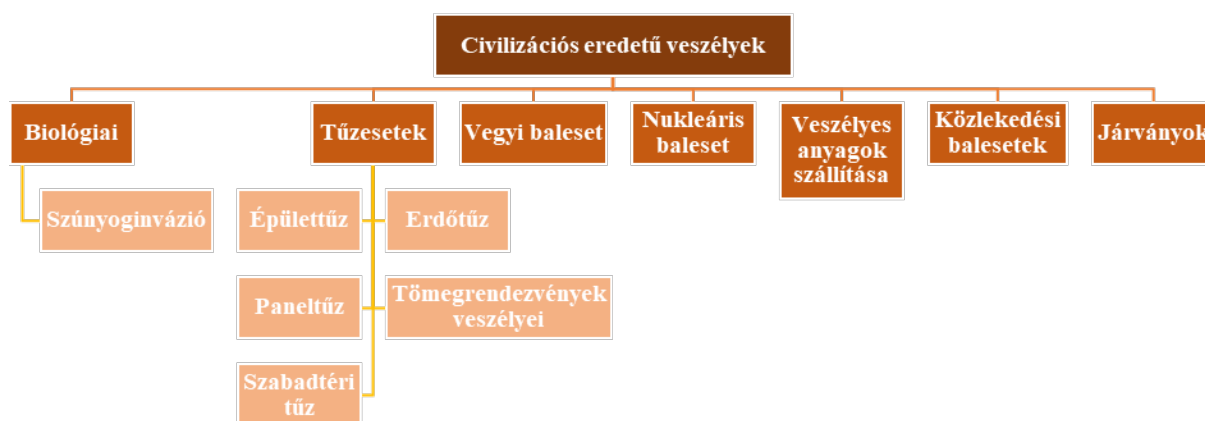 Civilizációs eredetű veszélyek
Biológiai
Tűzesetek
Vegyi baleset
Nukleáris
baleset
Veszélyes
anyagok
szállítása
Közlekedési
balesetek
Járványok
Szúnyoginvázió
Épülettűz
Erdőtűz
Paneltűz
Tömegrendezvények
veszélyei
Szabadtéri
tűz